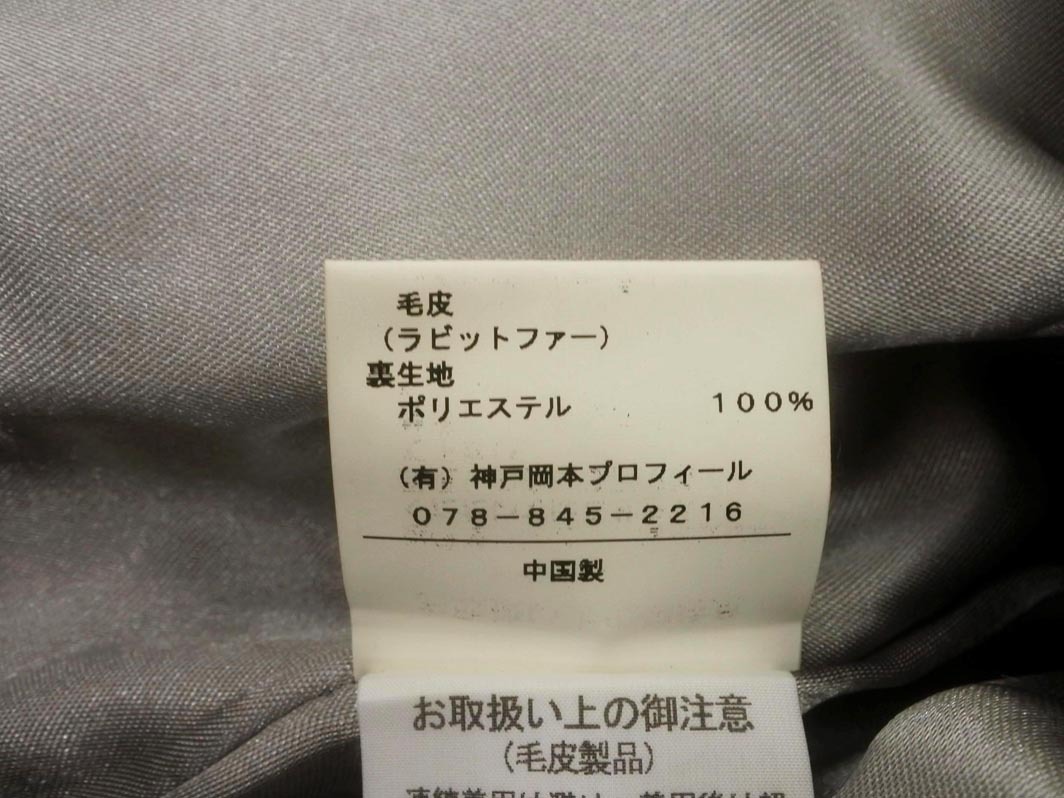 毛皮
(ラビットファー)
裏生地
ポリエステル 100%
(有) 神戸岡本プロフィール
078-845-2216
中国製
お取扱い上の御注意
(毛皮製品)